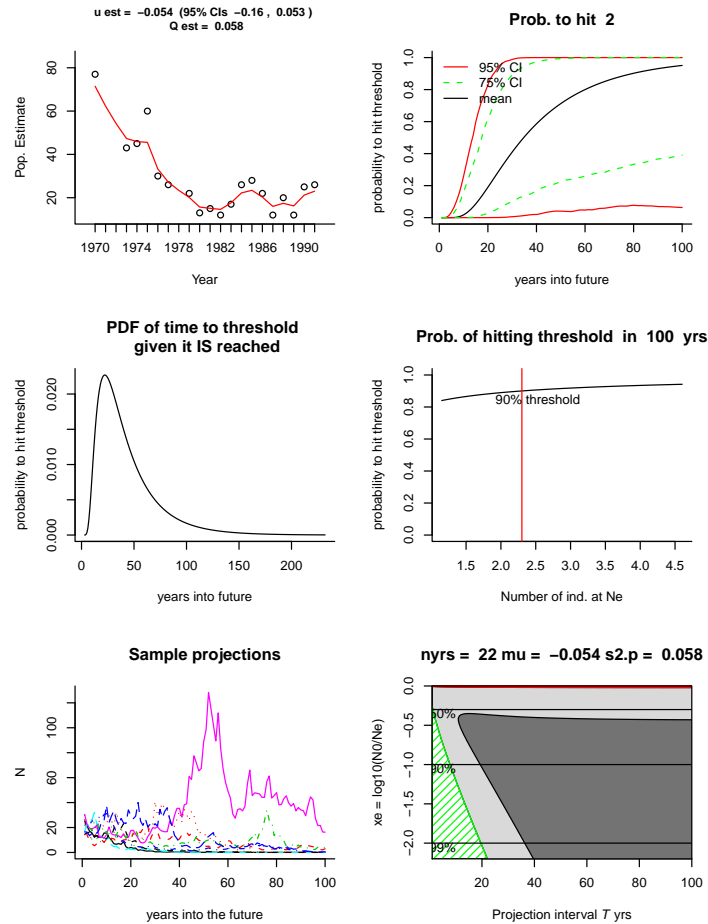 u est = −0.054 (95% CIs −0.16 , 0.053 )
Q est = 0.058
Pop. Estimate
20 40 60 80
1970 1974 1978 1982 1986 1990
Year
Prob. to hit 2
probability to hit threshold
0.0 0.2 0.4 0.6 0.8 1.0
95% CI
75% CI
mean
0 20 40 60 80 100
years into future
PDF of time to threshold
given it IS reached
probability to hit threshold
0.000 0.010 0.020
0 50 100 150 200
years into future
Prob. of hitting threshold in 100 yrs
probability to hit threshold
0.0 0.2 0.4 0.6 0.8 1.0
90% threshold
1.5 2.0 2.5 3.0 3.5 4.0 4.5
Number of ind. at Ne
Sample projections
N
0 20 60 100
0 20 40 60 80 100
years into the future
nyrs = 22 mu = −0.054 s2.p = 0.058
xe = log10(N0/Ne)
−2.0 −1.5 −1.0 −0.5 0.0
50%
90%
99%
20 40 60 80 100
Projection interval T yrs